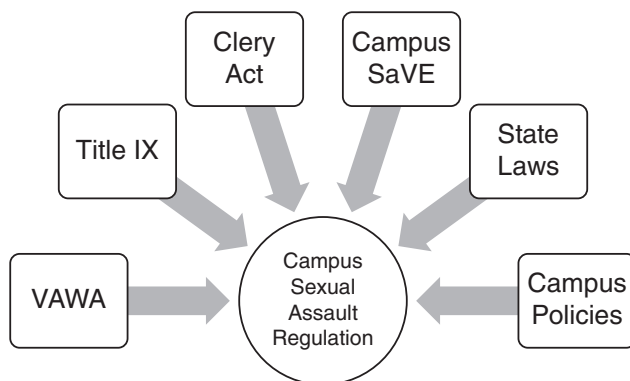 Clery
Act
Campus
SaVE
Title IX
State
Laws
VAWA
Campus
Sexual
Assault
Regulation
Campus
Policies